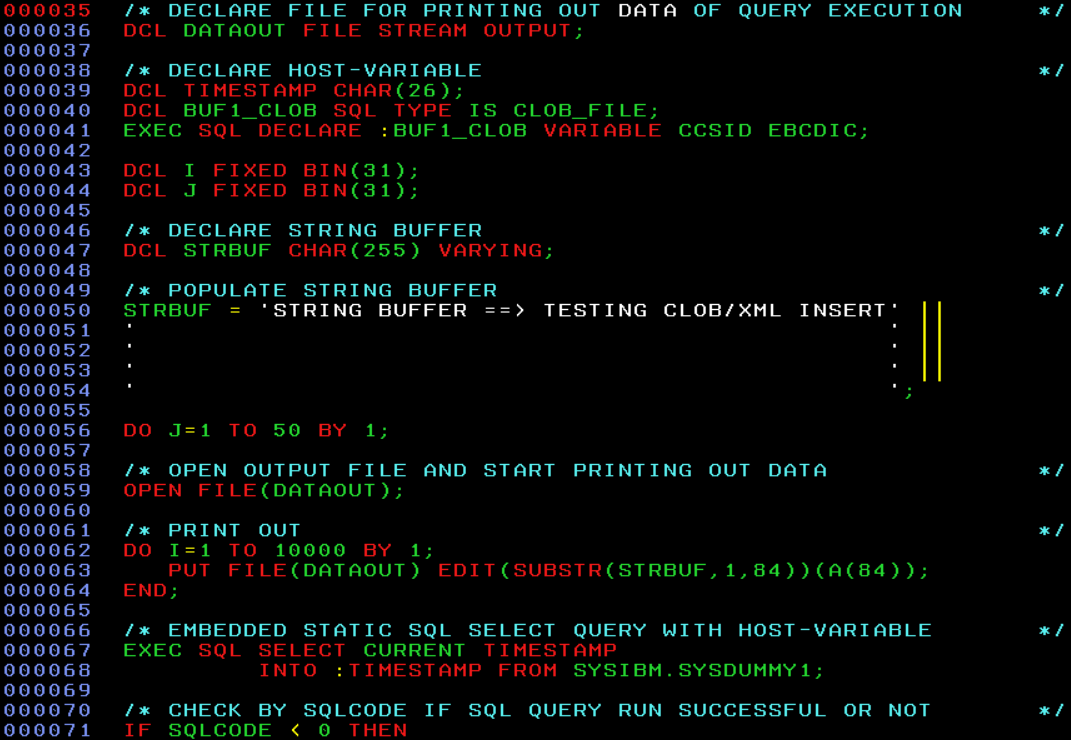 000035  /* DECLARE FILE FOR PRINTING OUT DATA OF QUERY EXECUTION     */
000036  DCL DATAOUT FILE STREAM OUTPUT;
000037
000038  /* DECLARE HOST-VARIABLE                                     */
000039  DCL TIMESTAMP CHAR(26);
000040  DCL BUF1_CLOB SQL TYPE IS CLOB_FILE;
000041  EXEC SQL DECLARE :BUF1_CLOB VARIABLE CCSID EBCDIC;
000042
000043  DCL I FIXED BIN(31);
000044  DCL J FIXED BIN(31);
000045
000046  /* DECLARE STRING BUFFER                                     */
000047  DCL STRBUF CHAR(255) VARYING;
000048
000049  /* POPULATE STRING BUFFER                                    */
000050  STRBUF = 'STRING BUFFER ==> TESTING CLOB/XML INSERT' ||
000051  '                                                  ' ||
000052  '                                                  ' ||
000053  '                                                  ' ||
000054  '                                                  ';
000055
000056  DO J=1 TO 50 BY 1;
000057
000058  /* OPEN OUTPUT FILE AND START PRINTING OUT DATA              */
000059  OPEN FILE(DATAOUT);
000060
000061  /* PRINT OUT                                                 */
000062  DO I=1 TO 10000 BY 1;
000063     PUT FILE(DATAOUT) EDIT(SUBSTR(STRBUF,1,84))(A(84));
000064  END;
000065
000066  /* EMBEDDED STATIC SQL SELECT QUERY WITH HOST-VARIABLE       */
000067  EXEC SQL SELECT CURRENT TIMESTAMP
000068           INTO :TIMESTAMP FROM SYSIBM.SYSDUMMY1;
000069
000070  /* CHECK BY SQLCODE IF SQL QUERY RUN SUCCESSFUL OR NOT       */
000071  IF SQLCODE < 0 THEN